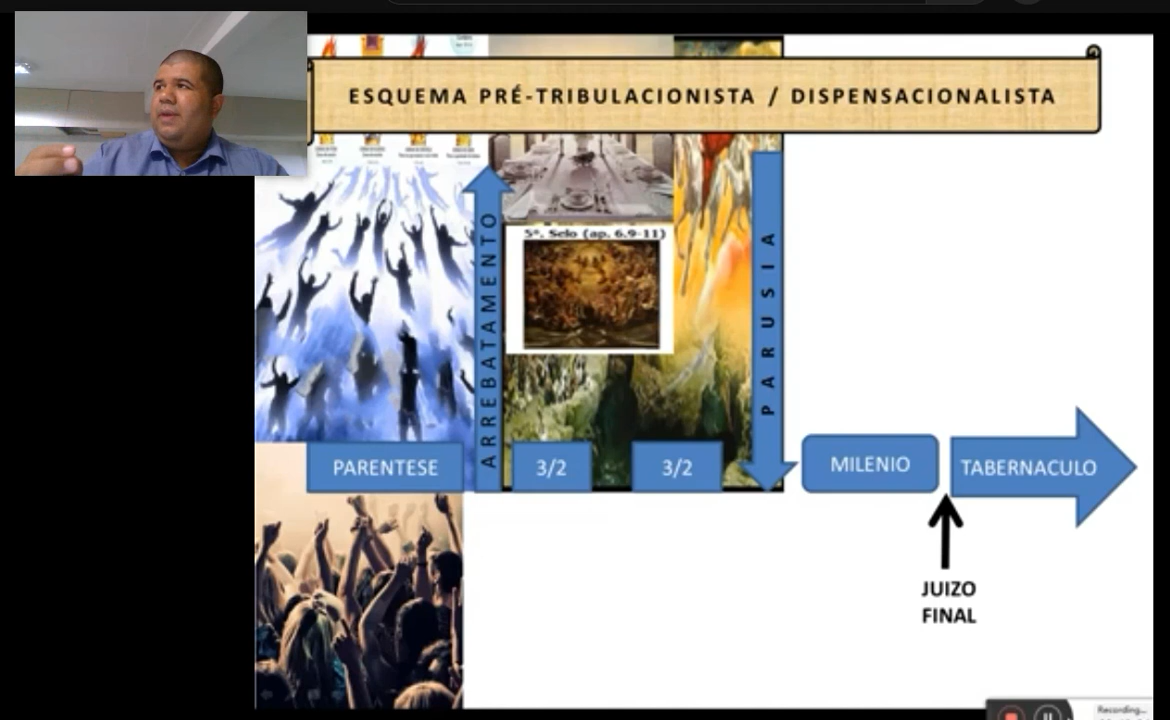 ESQUEMA PRÉ-TRIBULACIONISTA / DISPENSACIONALISTA
ARREBATAMENTO
5º. Selo (ap. 6.9-11)
PARUSIA
PARENTESE
3/2
3/2
MILENIO
TABERNACULO
JUIZO
FINAL
Recording...